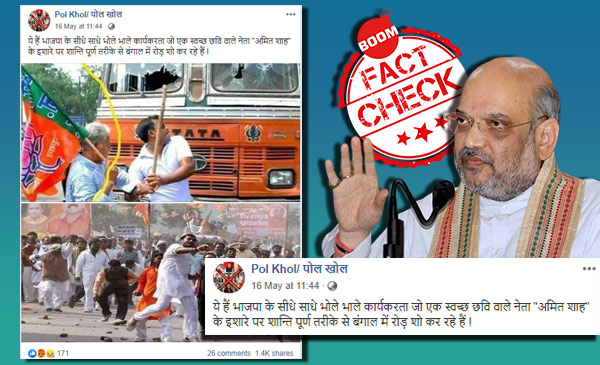 Pol Khol/ पोल खोल
16 May at 11:44
ये हैं भाजपा के सीधे साधे भोले भाले कार्यकरता जो एक स्वच्छ छवि वाले नेता "अमित शाह"
के इशारे पर शान्ति पूर्ण तरीके से बंगाल में रोड़ शो कर रहे हैं !
TATA
171
26 comments 1.4K shares
BOOM
FACT
CHECK
Pol Khol/ पोल खोल
16 May at 11:44
ये हैं भाजपा के सीधे साधे भोले भाले कार्यकरता जो एक स्वच्छ छवि वाले नेता "अमित शाह"
के इशारे पर शान्ति पूर्ण तरीके से बंगाल में रोड़ शो कर रहे हैं !